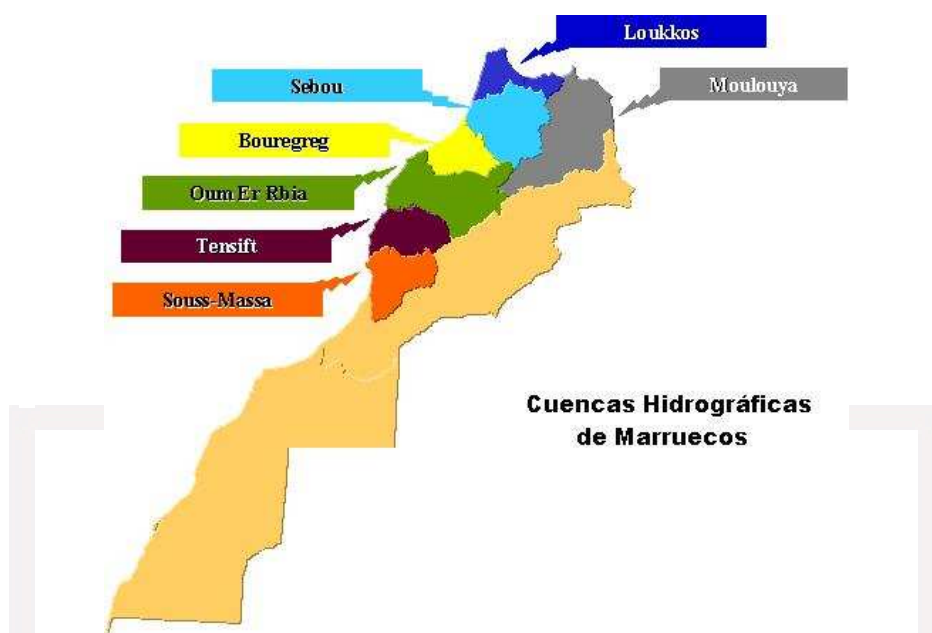 Loukkos
Sebou
Moulouya
Bouregreg
Oum Er Rbia
Tensift
Souss-Massa
Cuencas Hidrográficas
de Marruecos